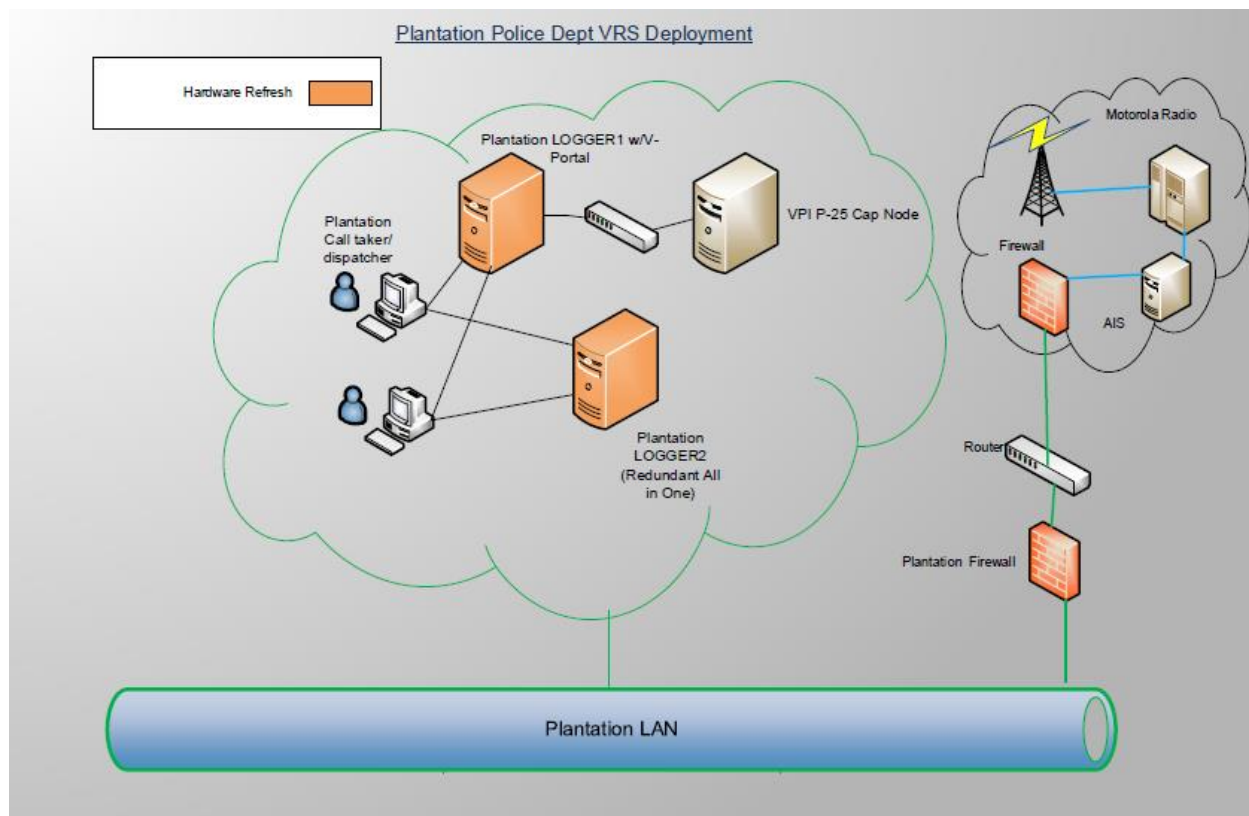 Plantation Police Dept VRS Deployment
Hardware Refresh
Plantation LOGGER1 w/V-
Portal
VPI P-25 Cap Node
Plantation
Call taker/
dispatcher
Plantation
LOGGER2
(Redundant All
in One)
Motorola Radio
Firewall
AIS
Router
Plantation Firewall
Plantation LAN